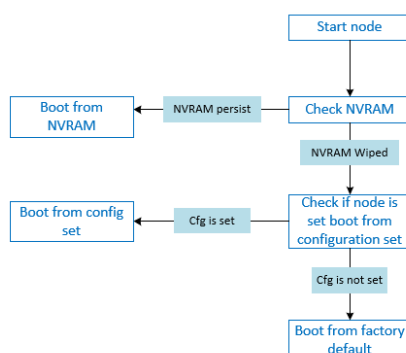 Start node
Boot from
NVRAM
NVRAM persist
Check NVRAM
NVRAM Wiped
Boot from config
set
Cfg is set
Check if node is
set boot from
configuration set
Cfg is not set
Boot from factory
default